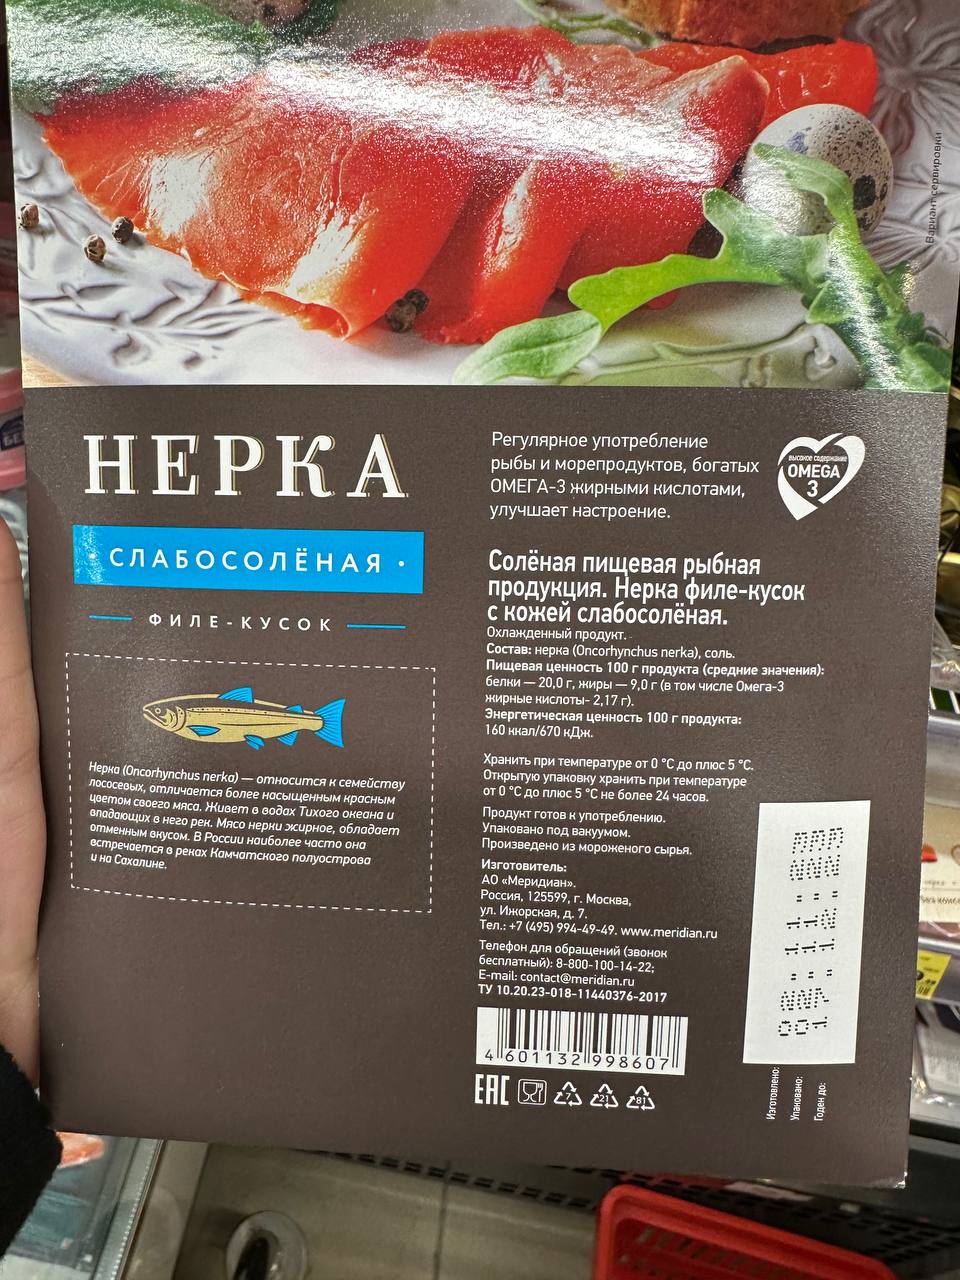 Вариант сервировки
НЕРКА
• СЛАБОСОЛЁНАЯ •
ФИЛЕ-КУСОК
Нерка (Oncorhynchus nerka) — относится к семейству
лососевых, отличается более насыщенным красным
цветом своего мяса. Живет в водах Тихого океана и
впадающих в него рек. Мясо нерки жирное, обладает
отменным вкусом. В России наиболее часто она
встречается в реках Камчатского полуострова
и на Сахалине.
Регулярное употребление
рыбы и морепродуктов, богатых
ОМЕГА-3 жирными кислотами,
улучшает настроение.
высокое содержание
OMEGA
3
Солёная пищевая рыбная
продукция. Нерка филе-кусок
с кожей слабосолёная.
Охлажденный продукт.
Состав: нерка (Oncorhynchus nerka), соль.
Пищевая ценность 100 г продукта (средние значения):
белки — 20,0 г, жиры — 9,0 г (в том числе Омега-3
жирные кислоты- 2,17 г).
Энергетическая ценность 100 г продукта:
160 ккал/670 кДж.
Хранить при температуре от 0 °С до плюс 5 °С.
Открытую упаковку хранить при температуре
от 0 °С до плюс 5 °С не более 24 часов.
Продукт готов к употреблению.
Упаковано под вакуумом.
Произведено из мороженого сырья.
Изготовитель:
АО «Меридиан».
Россия, 125599, г. Москва,
ул. Ижорская, д. 7.
Тел.: +7 (495) 994-49-49. www.meridian.ru
Телефон для обращений (звонок
бесплатный): 8-800-100-14-22;
E-mail: contact@meridian.ru
ТУ 10.20.23-018-11440376-2017
4 601132 998607
EAC
7
21
81
Изготовлено:
Упаковано:
Годен до: